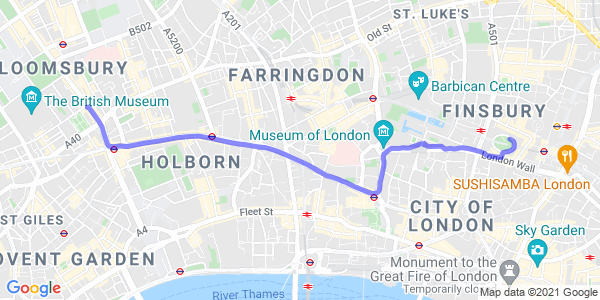 ST. LUKE'S
B502
A5200
Old St
A501
LOOMSBURY
FARRINGDON
Barbican Centre
The British Museum
FINSBURY
Museum of London
A40
HOLBORN
London Wall
SUSHISAMBA London
ST GILES
Fleet St
CITY OF
LONDON
A4
Sky Garden
OVENT GARDEN
Monument to the
Great Fire of London
Temporarily clo
Google
River Thames
Map data ©2021 Google